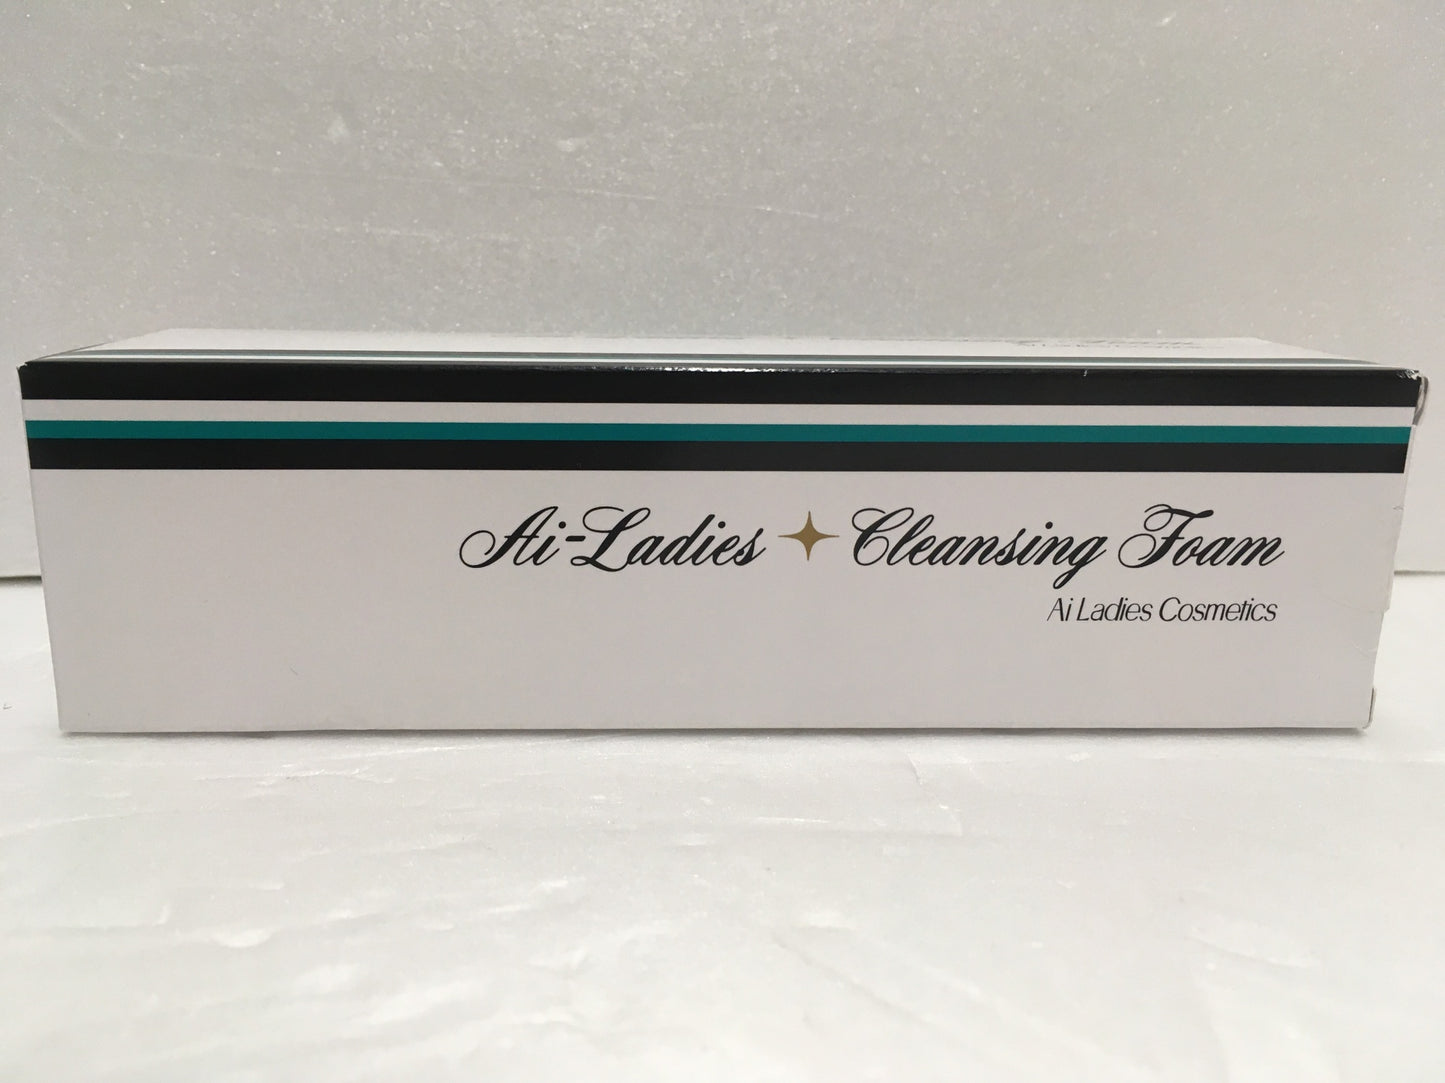 Ai-Ladies Cleansing Foam
Ai Ladies Cosmetics